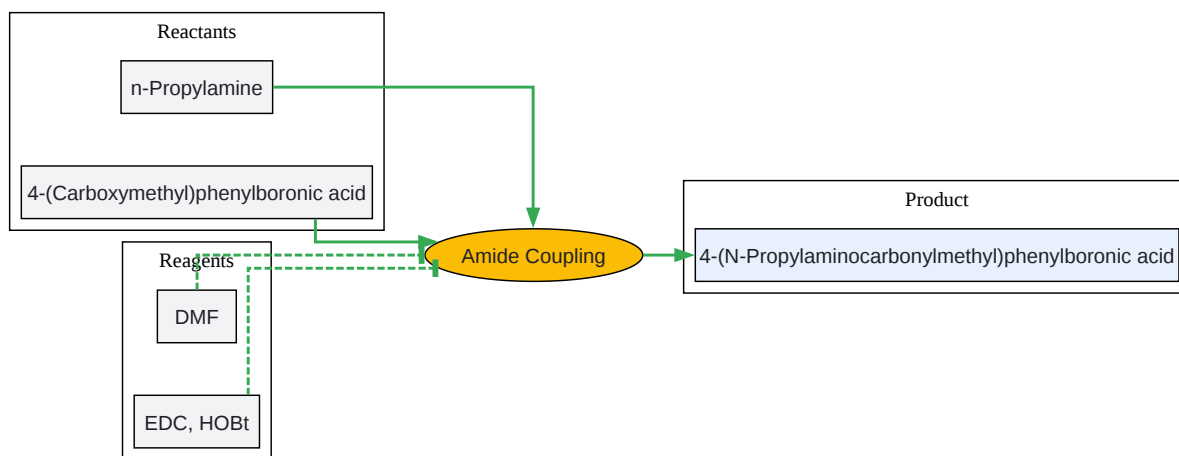 Reactants
n-Propylamine
4-(Carboxymethyl)phenylboronic acid
Reagents
DMF
EDC, HOBt
Amide Coupling
Product
4-(N-Propylaminocarbonylmethyl)phenylboronic acid